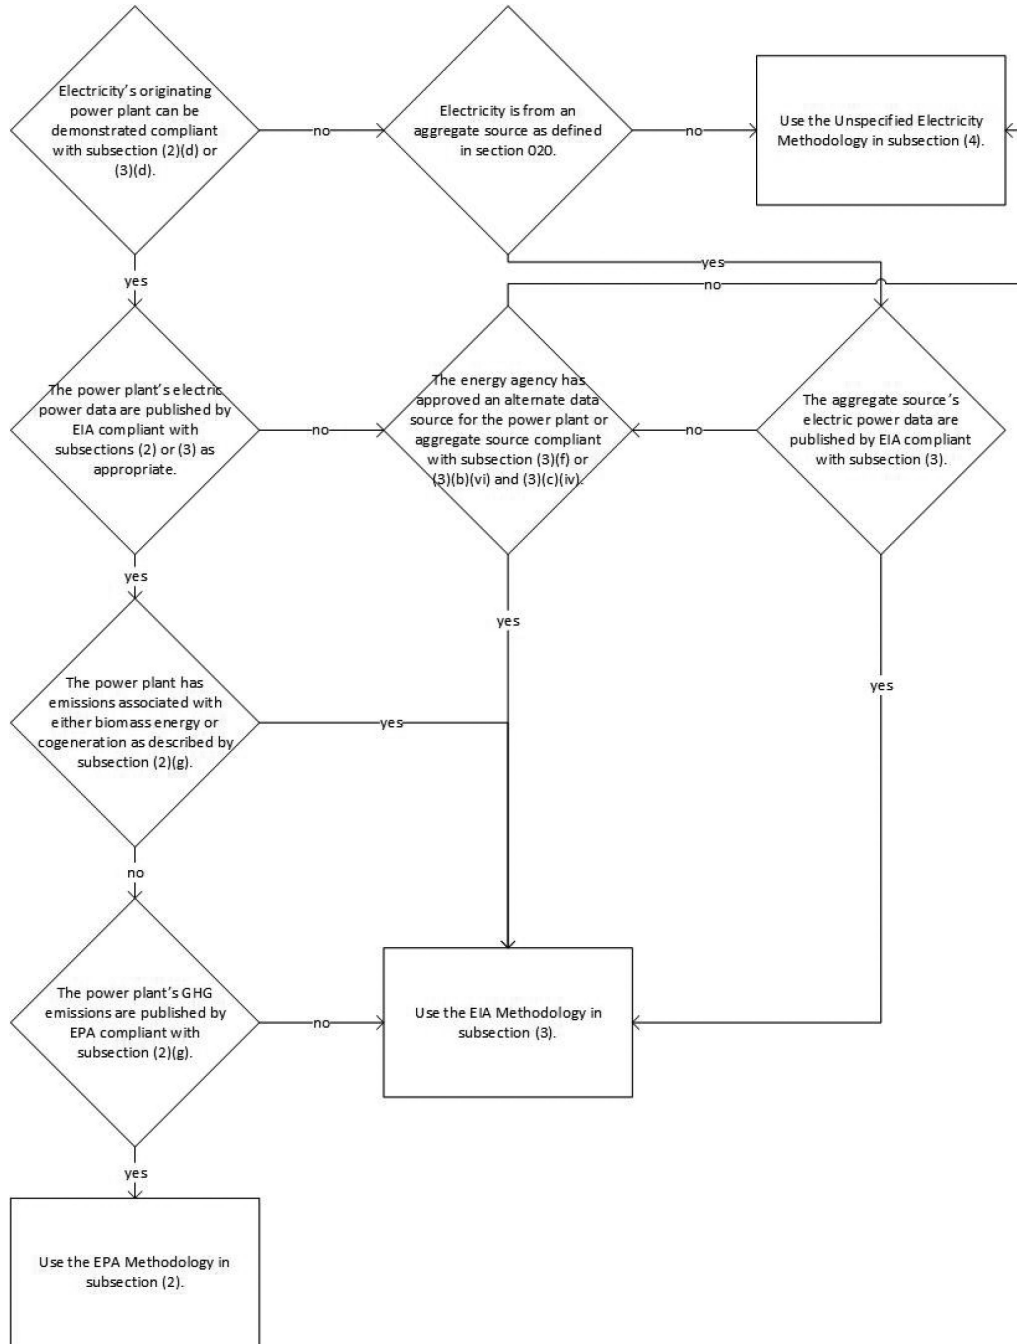 Electricity's originating
power plant can be
demonstrated compliant
with subsection (2)(d) or
(3)(d).
no
Electricity is from an
aggregate source as defined
in section 020.
no
Use the Unspecified Electricity
Methodology in subsection (4).
yes
yes
no
The power plant's electric
power data are published by
EIA compliant with
subsections (2) or (3) as
appropriate.
no
The energy agency has
approved an alternate data
source for the power plant or
aggregate source compliant
with subsection (3)(f) or
(3)(b)(vi) and (3)(c)(iv).
no
The aggregate source's
electric power data are
published by EIA compliant
with subsection (3).
yes
yes
yes
The power plant has
emissions associated with
either biomass energy or
cogeneration as described by
subsection (2)(g).
yes
no
The power plant's GHG
emissions are published by
EPA compliant with
subsection (2)(g).
no
Use the EIA Methodology in
subsection (3).
yes
Use the EPA Methodology in
subsection (2).